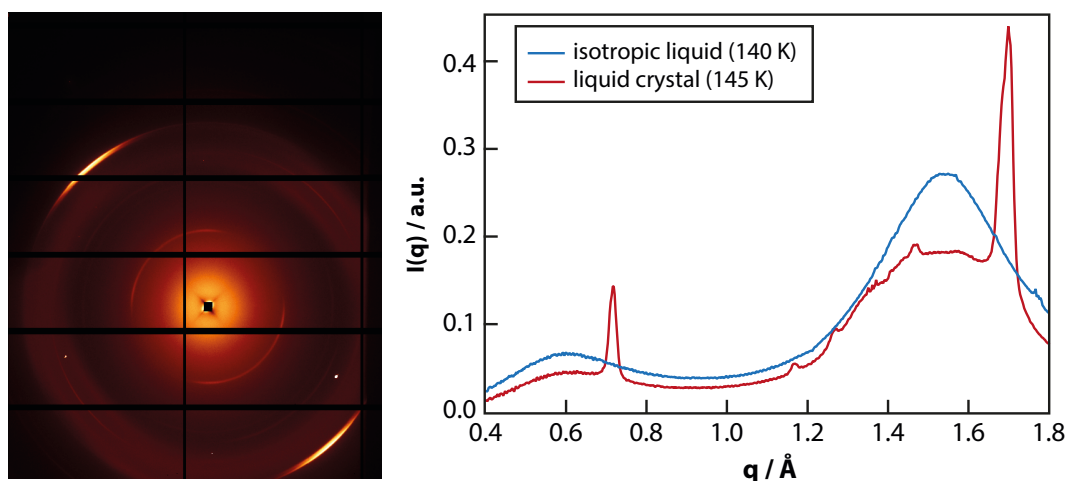 isotropic liquid (140 K)
liquid crystal (145 K)
I(q) / a.u.
0.4
0.3
0.2
0.1
0.0
0.4 0.6 0.8 1.0 1.2 1.4 1.6 1.8
q / Å